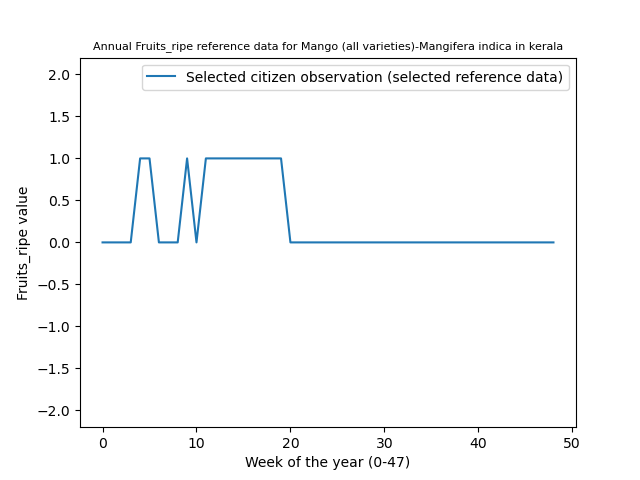 Annual Fruits_ripe reference data for Mango (all varieties)-Mangifera indica in kerala
Selected citizen observation (selected reference data)
2.0
1.5
1.0
0.5
0.0
−0.5
−1.0
−1.5
−2.0
Fruits_ripe value
0 10 20 30 40 50
Week of the year (0-47)